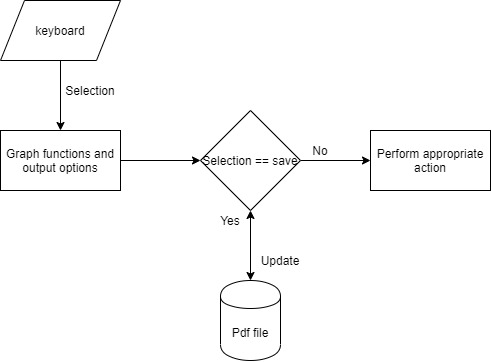 keyboard
Selection
Graph functions and
output options
Selection == save
No
Perform appropriate
action
Yes
Update
Pdf file